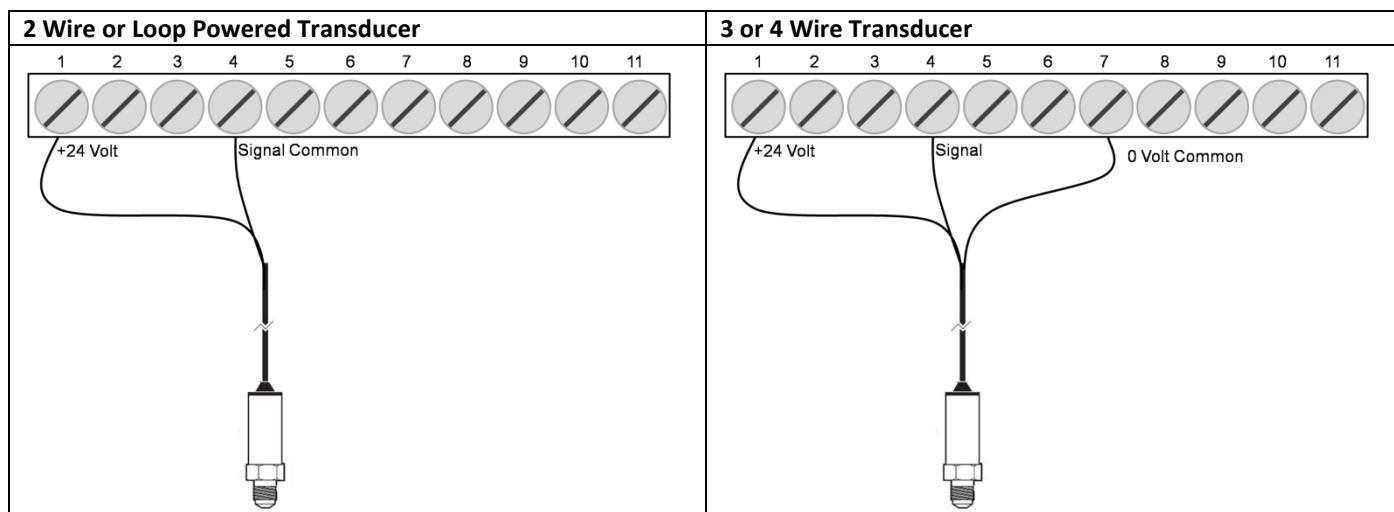 2 Wire or Loop Powered Transducer
1 2 3 4 5 6 7 8 9 10 11
+24 Volt Signal Common
3 or 4 Wire Transducer
1 2 3 4 5 6 7 8 9 10 11
+24 Volt Signal 0 Volt Common